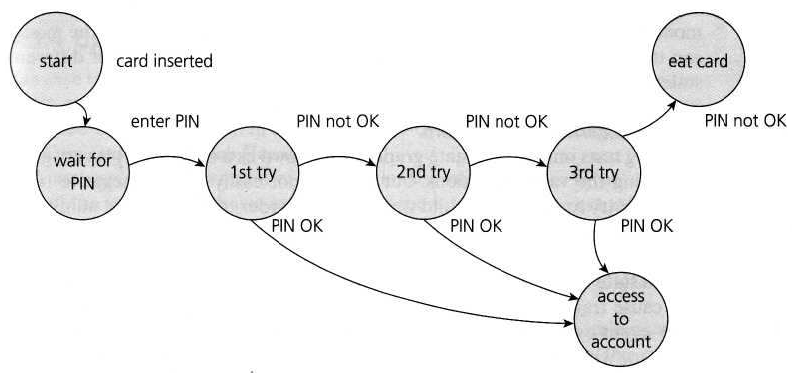 start
card inserted
eat card
enter PIN
PIN not OK
PIN not OK
PIN not OK
wait for
PIN
1st try
2nd try
3rd try
PIN OK
PIN OK
PIN OK
access
to
account